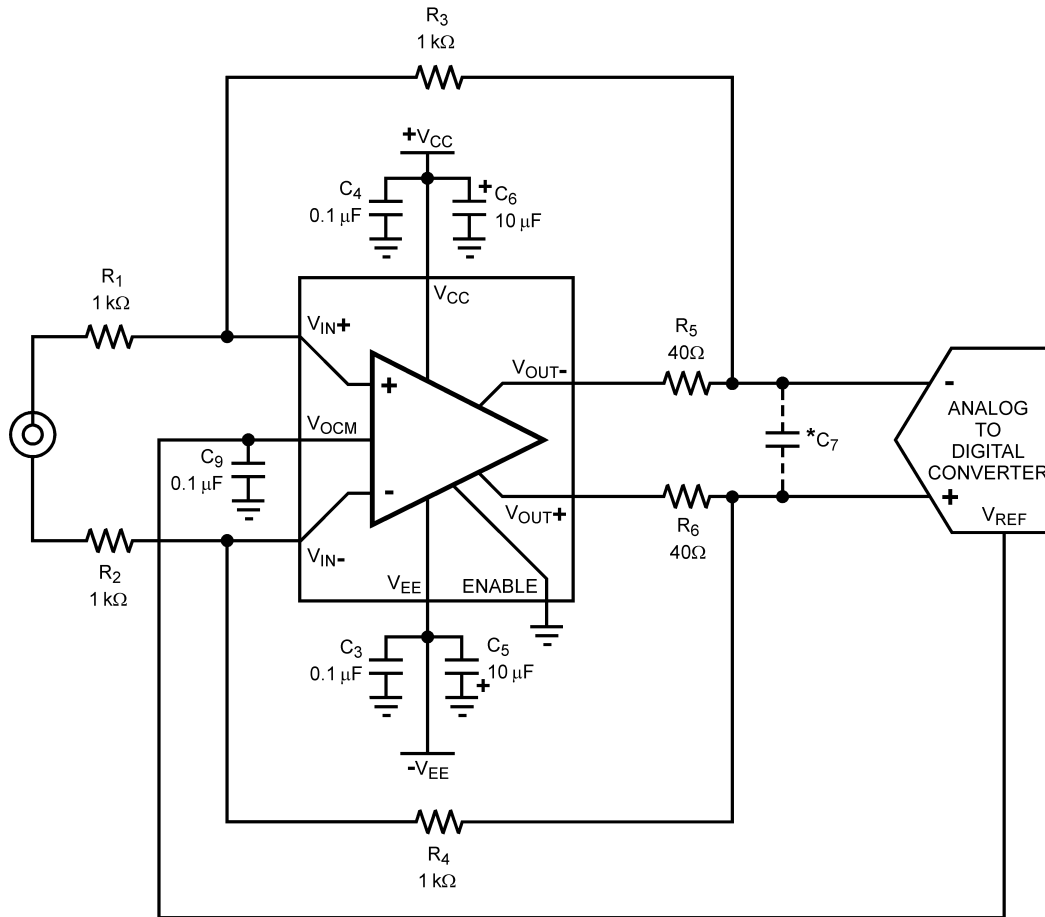 R3
1 kΩ
+VCC
C4
0.1 µF
+
C6
10 µF
R1
1 kΩ
VCC
VIN+
VOUT-
R5
40Ω
+
-
ANALOG
TO
DIGITAL
CONVERTER
VOCM
*C7
C9
0.1 µF
-
+
VOUT+
VREF
R6
40Ω
VIN-
R2
1 kΩ
VEE
ENABLE
C3
0.1 µF
C5
10 µF
+
-VEE
R4
1 kΩ